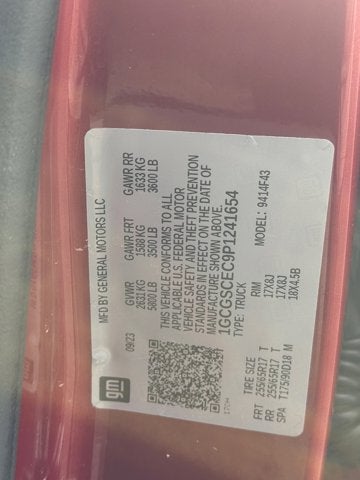 gm
MFD BY GENERAL MOTORS LLC
09/23 GVWR GAWR FRT GAWR RR
2631 KG 1588 KG 1633 KG
5800 LB 3500 LB 3600 LB
THIS VEHICLE CONFORMS TO ALL
APPLICABLE U.S. FEDERAL MOTOR
VEHICLE SAFETY AND THEFT PREVENTION
STANDARDS IN EFFECT ON THE DATE OF
MANUFACTURE SHOWN ABOVE.
1GCGSCEC9P1241654
TYPE: TRUCK MODEL: 9414F43
TIRE SIZE RIM
FRT 255/65R17 T 17X8J
RR 255/65R17 T 17X8J
SPA T175/90D18 M 18X4.5B